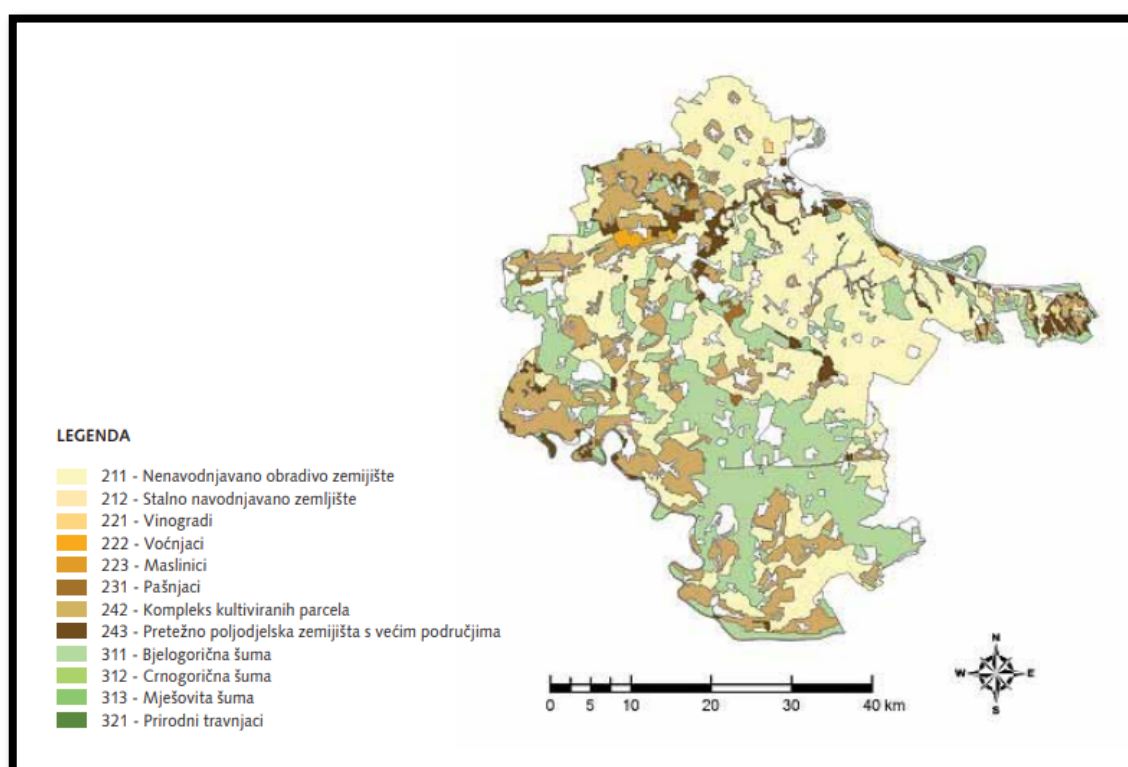 LEGENDA
211 - Nenavodnjavano obradivo zemijište
212 - Stalno navodnjavano zemljište
221 - Vinogradi
222 - Voćnjaci
223 - Maslinici
231 - Pašnjaci
242 - Kompleks kultiviranih parcela
243 - Pretežno poljodjelska zemijišta s većim područjima
311 - Bjelogorična šuma
312 - Crnogorična šuma
313 - Mješovita šuma
321 - Prirodni travnjaci
N
W E
S
0 5 10 20 30 40 km